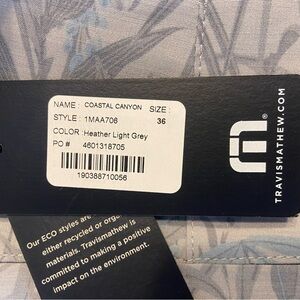 NAME : COASTAL CANYON SIZE :
STYLE : 1MAA706 36
COLOR : Heather Light Grey
PO # 4601318705
190388710056
TRAVISMATHEW.COM
Our ECO styles are
either recycled or orga
materials. Travismathew is
committed to making a positive
impact on the environment.